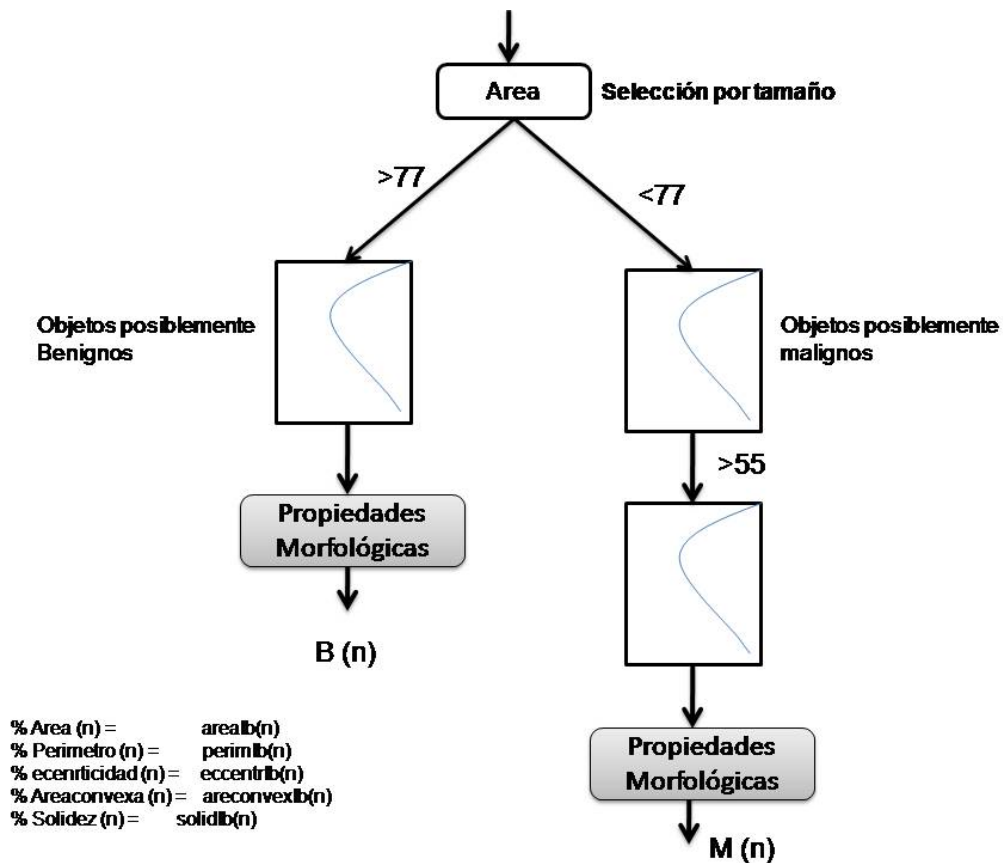 Area
Selección por tamaño
>77
<77
Objetos posiblemente
Benignos
Objetos posiblemente
malignos
>55
Propiedades
Morfológicas
B (n)
Propiedades
Morfológicas
M (n)
% Area (n) = arealb(n)
% Perimetro (n) = perimlb(n)
% ecenrticidad (n) = eccentrlb(n)
% Areaconvexa (n) = areconvexlb(n)
% Solidez (n) = solidlb(n)